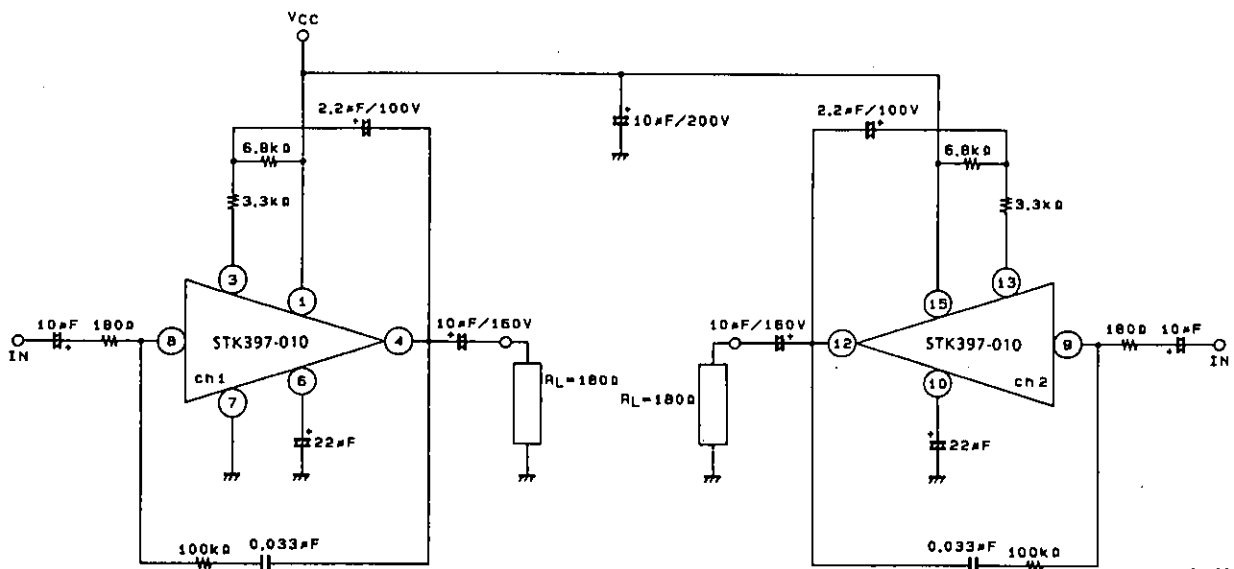 VCC
2.2µF/100V
10µF/200V
2.2µF/100V
6.8kΩ
6.8kΩ
3.3kΩ
3.3kΩ
3
1
15
13
10µF
180Ω
8
STK397-010
4
10µF/160V
10µF/160V
12
STK397-010
9
180Ω
10µF
IN
IN
ch1
ch2
7
6
10
RL=180Ω
RL=180Ω
22µF
22µF
100kΩ
0.033µF
0.033µF
100kΩ